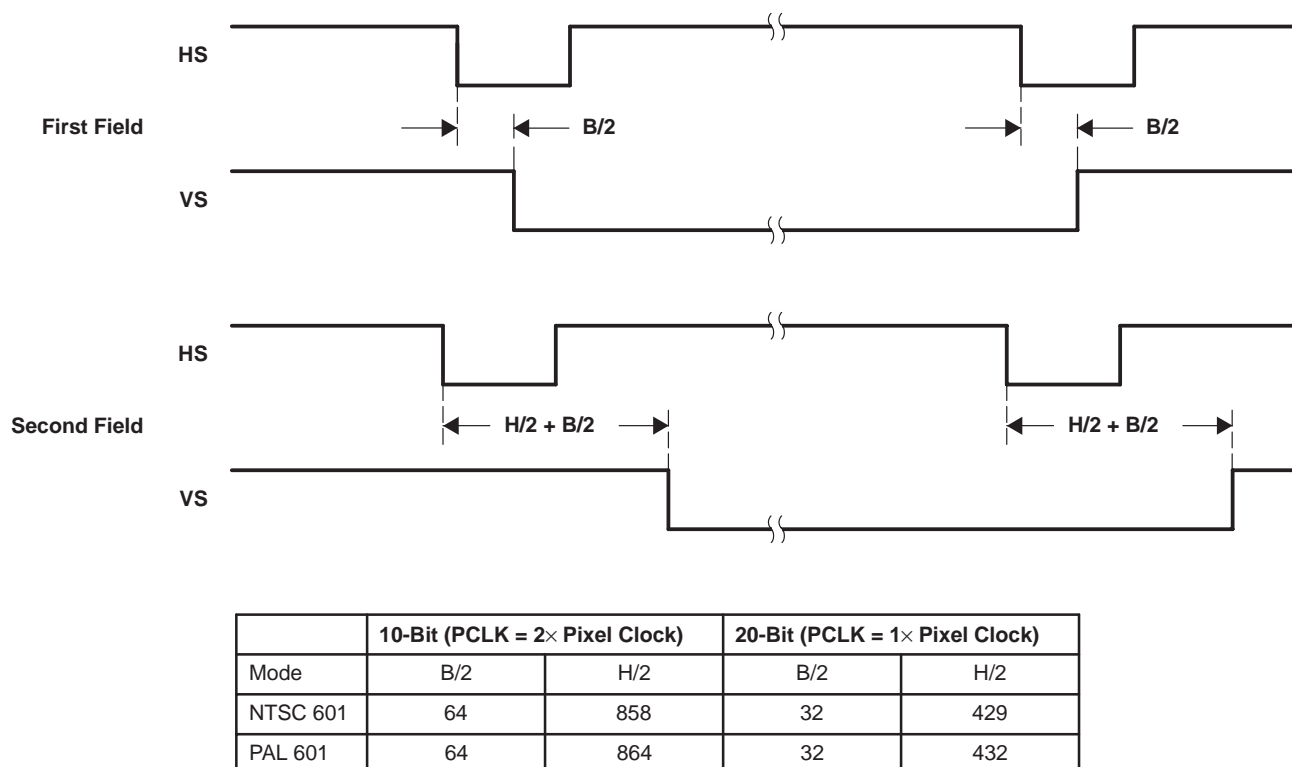 HS
First Field
B/2
B/2
VS
HS
Second Field
H/2 + B/2
H/2 + B/2
VS
10-Bit (PCLK = 2× Pixel Clock) 20-Bit (PCLK = 1× Pixel Clock)
Mode B/2 H/2 B/2 H/2
NTSC 601 64 858 32 429
PAL 601 64 864 32 432